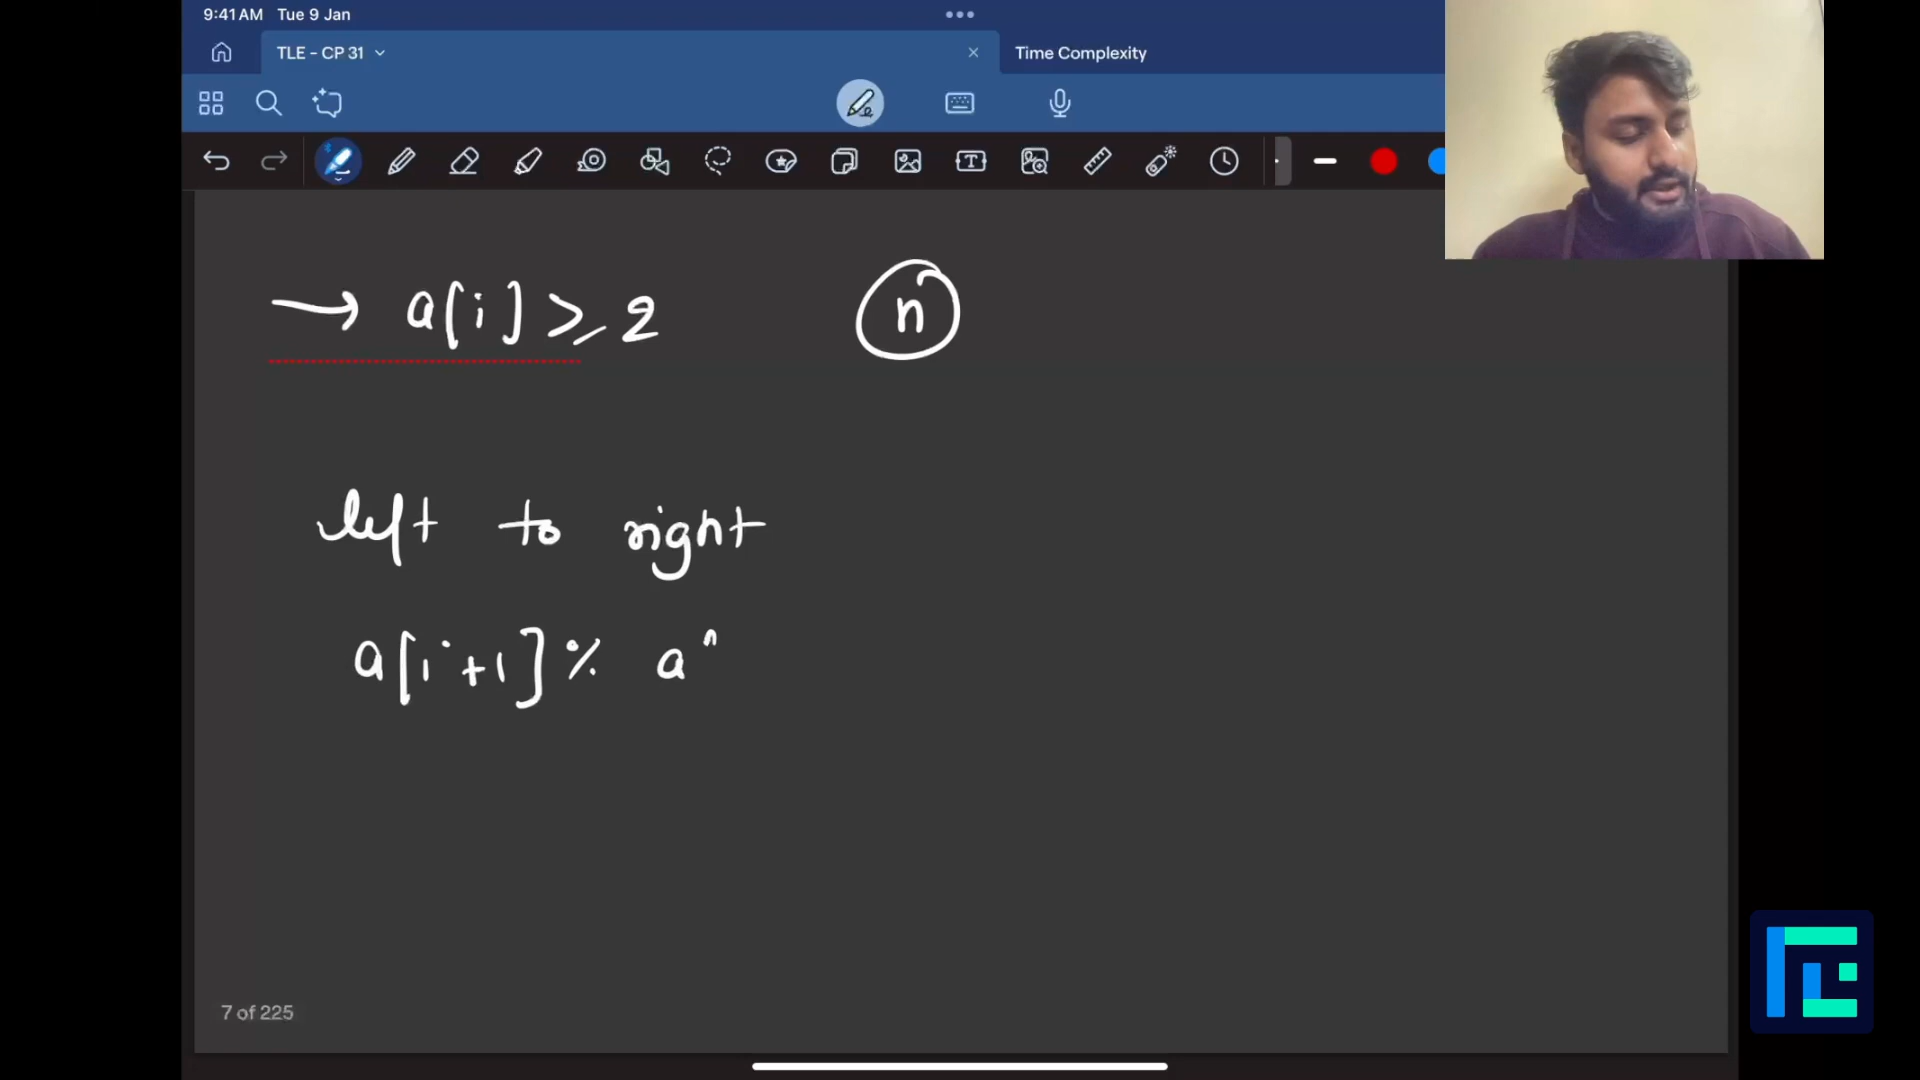 9:41 AM Tue 9 Jan
TLE - CP 31
Time Complexity
→ a[i] ≥ 2
n
left to right
a[i+1] % a
7 of 225